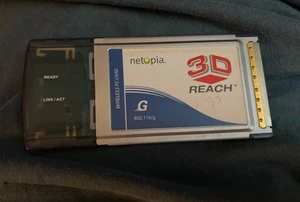 netopia.
3D
REACH™
READY
LINK / ACT
WIRELESS PC CARD
G
802.11b/g